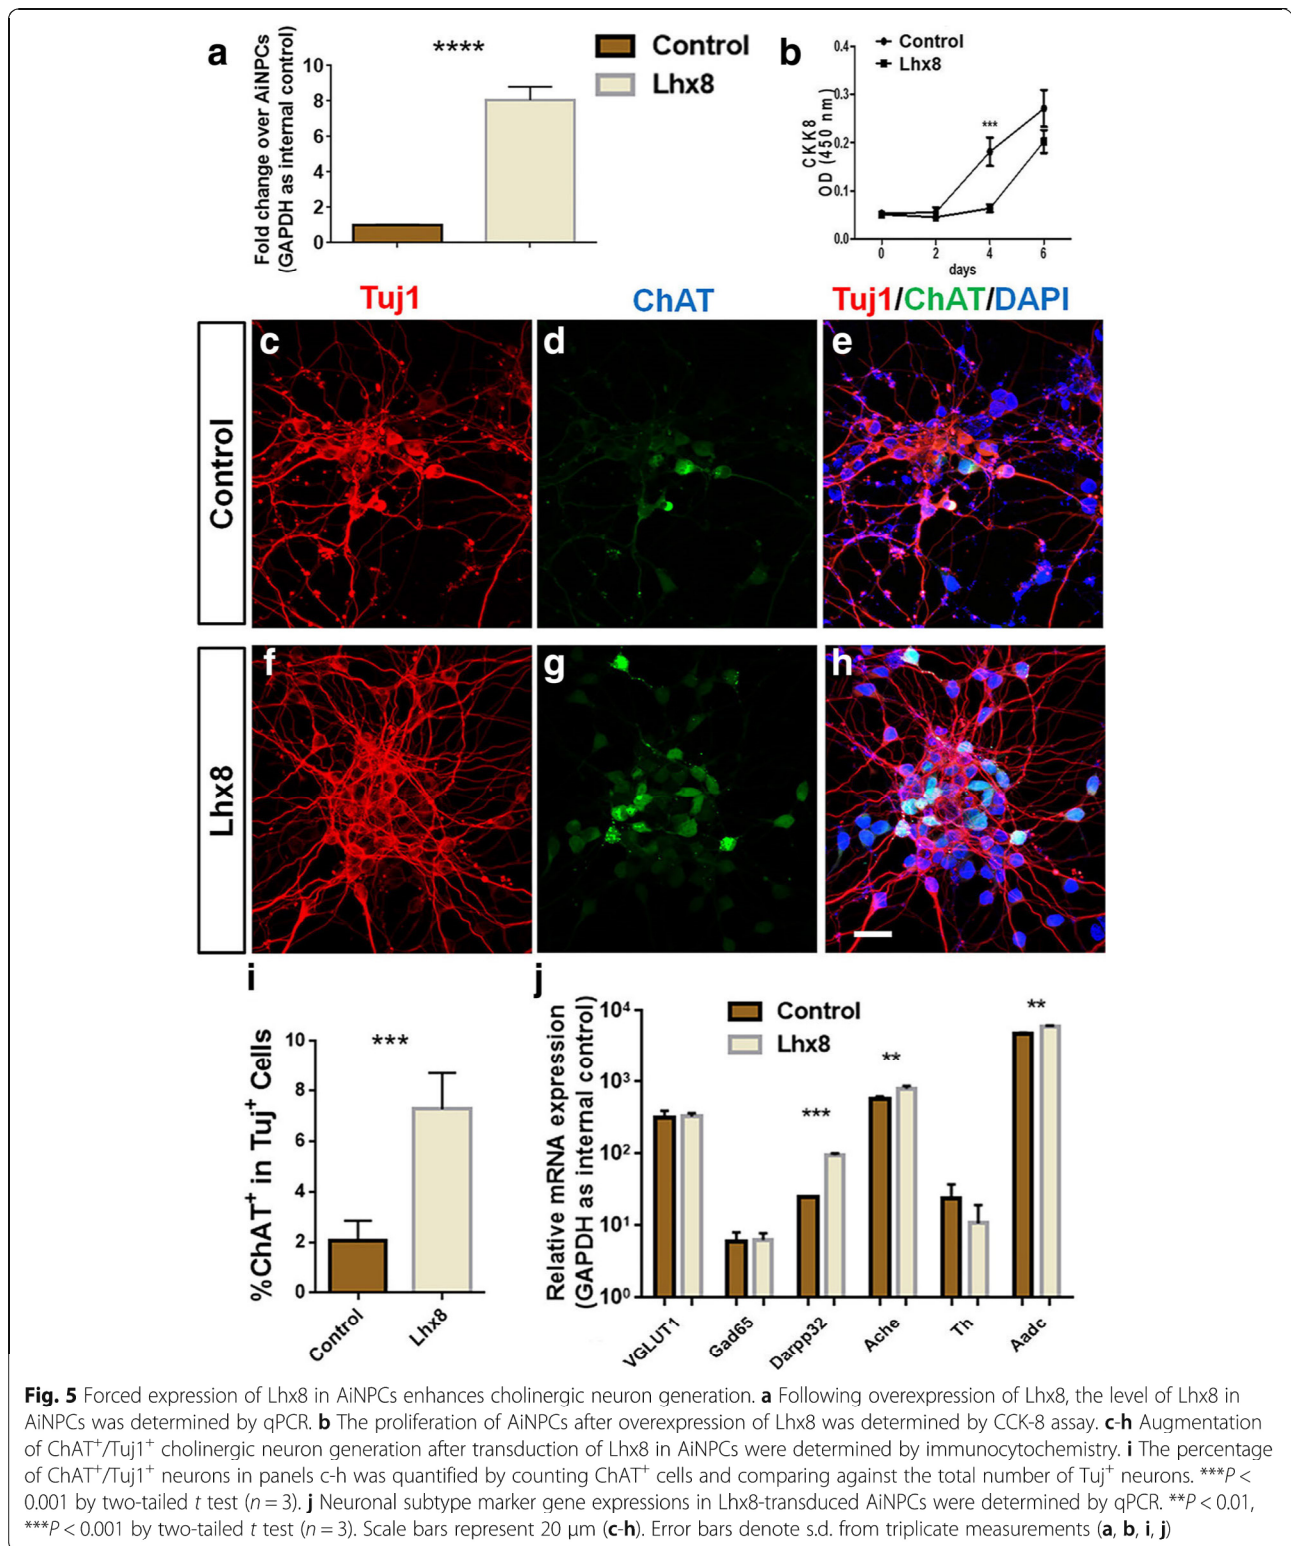 a
Fold change over AiNPCs
(GAPDH as internal control)
10
8
6
4
2
0
****
Control
Lhx8
b
CKK8
OD (450 nm)
0.4
0.3
0.2
0.1
0.0
Control
Lhx8
***
0 2 4 6
days
Tuj1 ChAT Tuj1/ChAT/DAPI
Control
c d e
Lhx8
f g h
i
%ChAT+ in Tuj+ Cells
10
8
6
4
2
0
***
Control Lhx8
j
Relative mRNA expression
(GAPDH as internal control)
10⁴
10³
10²
10¹
10⁰
Control
Lhx8
*** ** **
VGLUT1 Gad65 Darpp32 Ache Th Aadc
Fig. 5 Forced expression of Lhx8 in AiNPCs enhances cholinergic neuron generation. a Following overexpression of Lhx8, the level of Lhx8 in
AiNPCs was determined by qPCR. b The proliferation of AiNPCs after overexpression of Lhx8 was determined by CCK-8 assay. c-h Augmentation
of ChAT+/Tuj1+ cholinergic neuron generation after transduction of Lhx8 in AiNPCs were determined by immunocytochemistry. i The percentage
of ChAT+/Tuj1+ neurons in panels c-h was quantified by counting ChAT+ cells and comparing against the total number of Tuj+ neurons. ***P <
0.001 by two-tailed t test (n = 3). j Neuronal subtype marker gene expressions in Lhx8-transduced AiNPCs were determined by qPCR. **P < 0.01,
***P < 0.001 by two-tailed t test (n = 3). Scale bars represent 20 μm (c-h). Error bars denote s.d. from triplicate measurements (a, b, i, j)